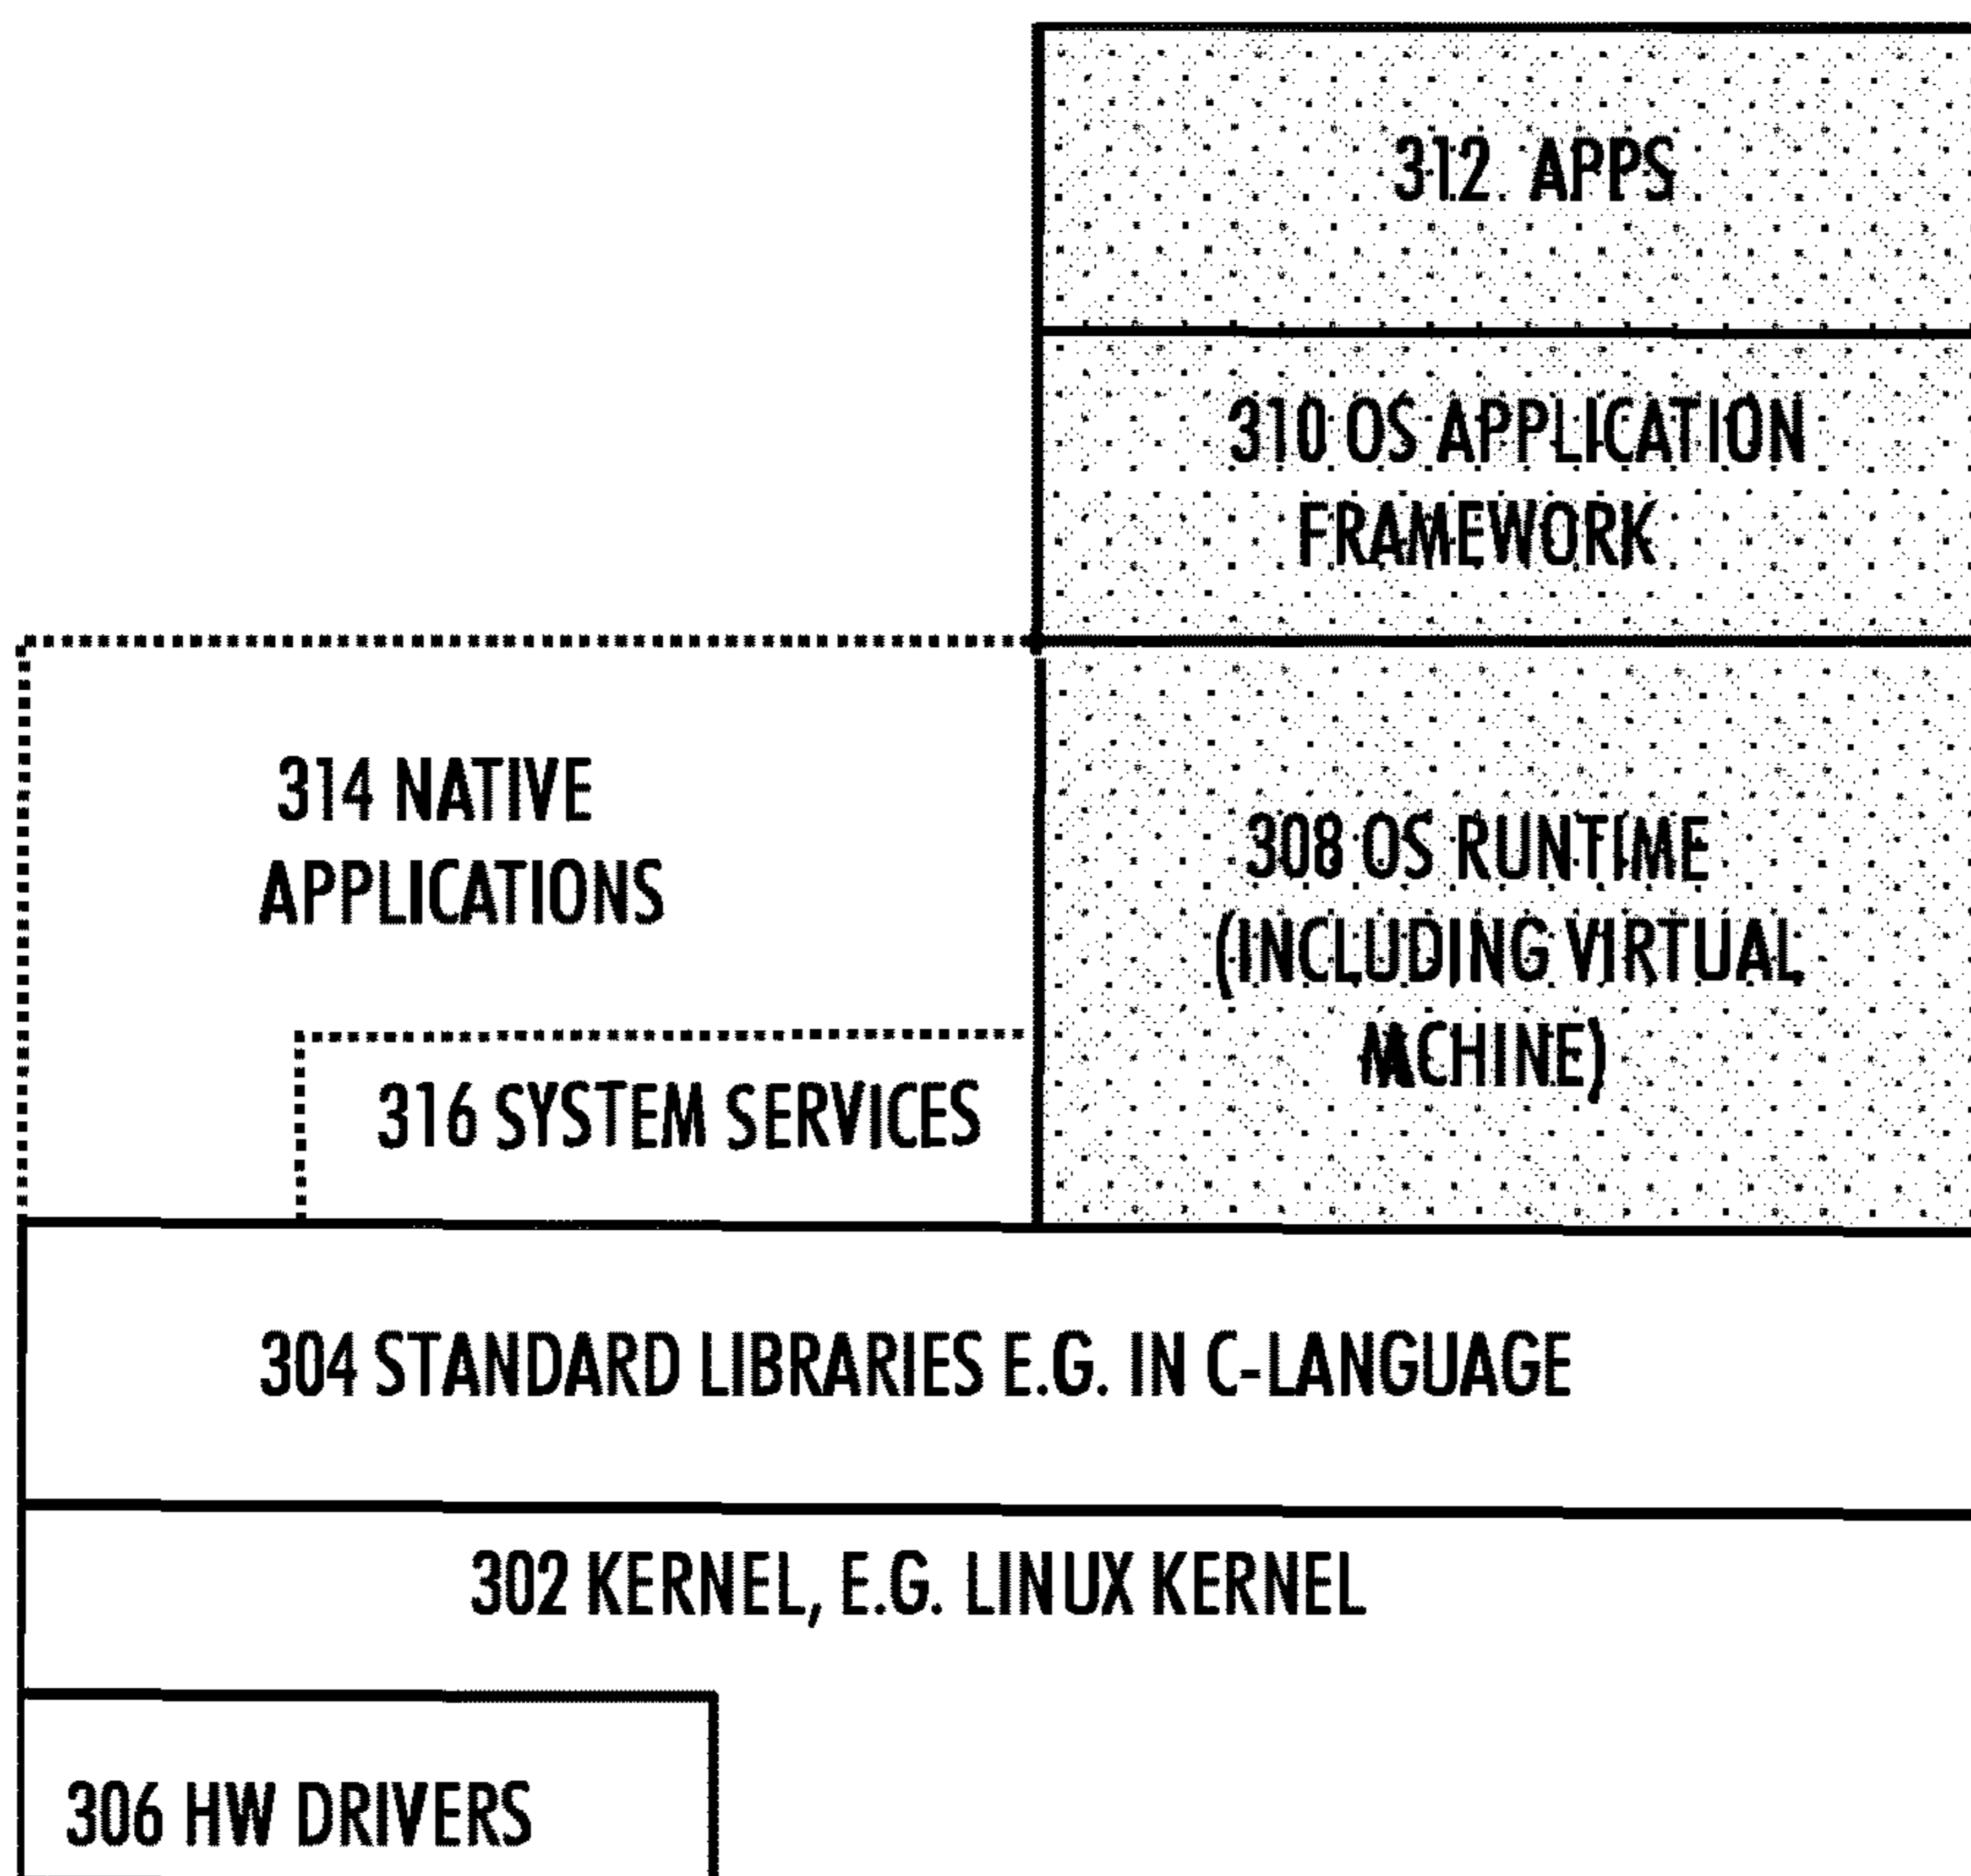 312 APPS
310 OS APPLICATION
FRAMEWORK
314 NATIVE
APPLICATIONS
308 OS RUNTIME
(INCLUDING VIRTUAL
MACHINE)
316 SYSTEM SERVICES
304 STANDARD LIBRARIES E.G. IN C-LANGUAGE
302 KERNEL, E.G. LINUX KERNEL
306 HW DRIVERS